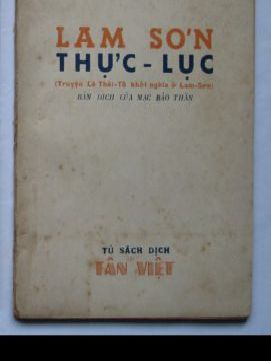 LAM SƠN
THỰC-LỤC
(Truyện Lê Thái-Tổ khởi nghĩa ở Lam-Sơn)
BẢN DỊCH CỦA MẠC BẢO THẦN
TỦ SÁCH DỊCH
TÂN VIỆT